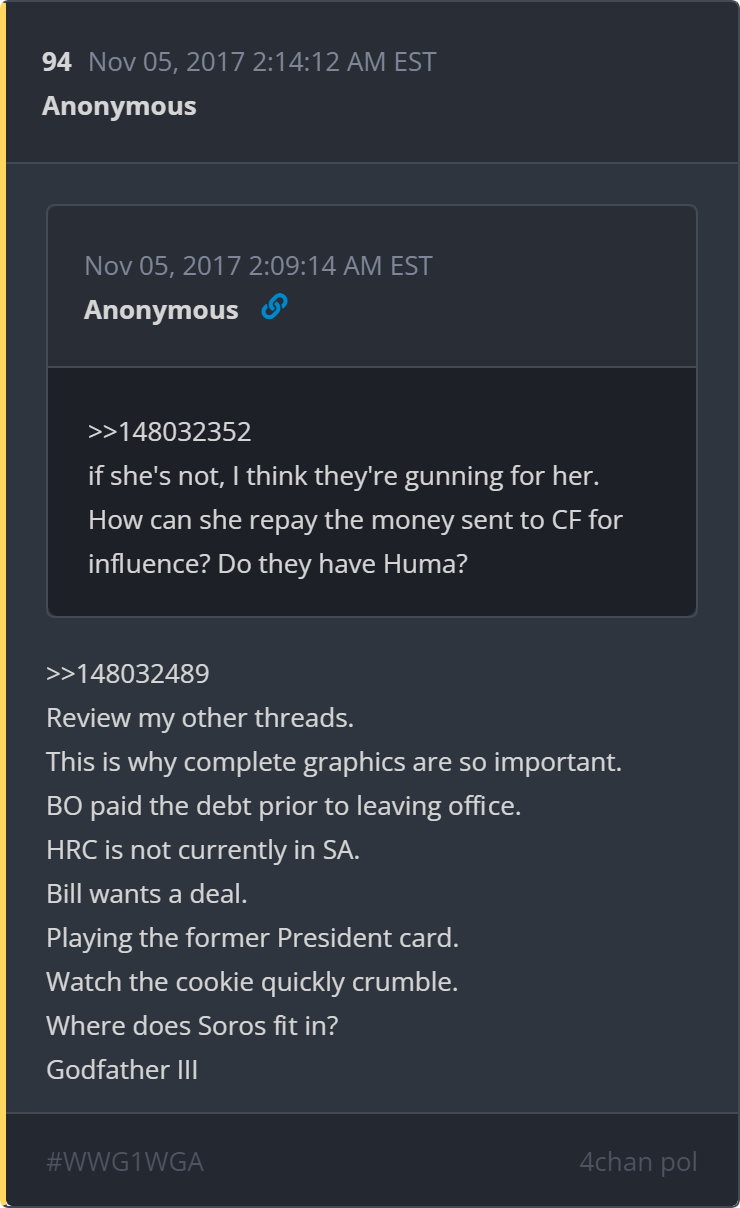 94 Nov 05, 2017 2:14:12 AM EST
Anonymous
Nov 05, 2017 2:09:14 AM EST
Anonymous
>>148032352
if she's not, I think they're gunning for her.
How can she repay the money sent to CF for
influence? Do they have Huma?
>>148032489
Review my other threads.
This is why complete graphics are so important.
BO paid the debt prior to leaving office.
HRC is not currently in SA.
Bill wants a deal.
Playing the former President card.
Watch the cookie quickly crumble.
Where does Soros fit in?
Godfather III
#WWG1WGA 4chan pol